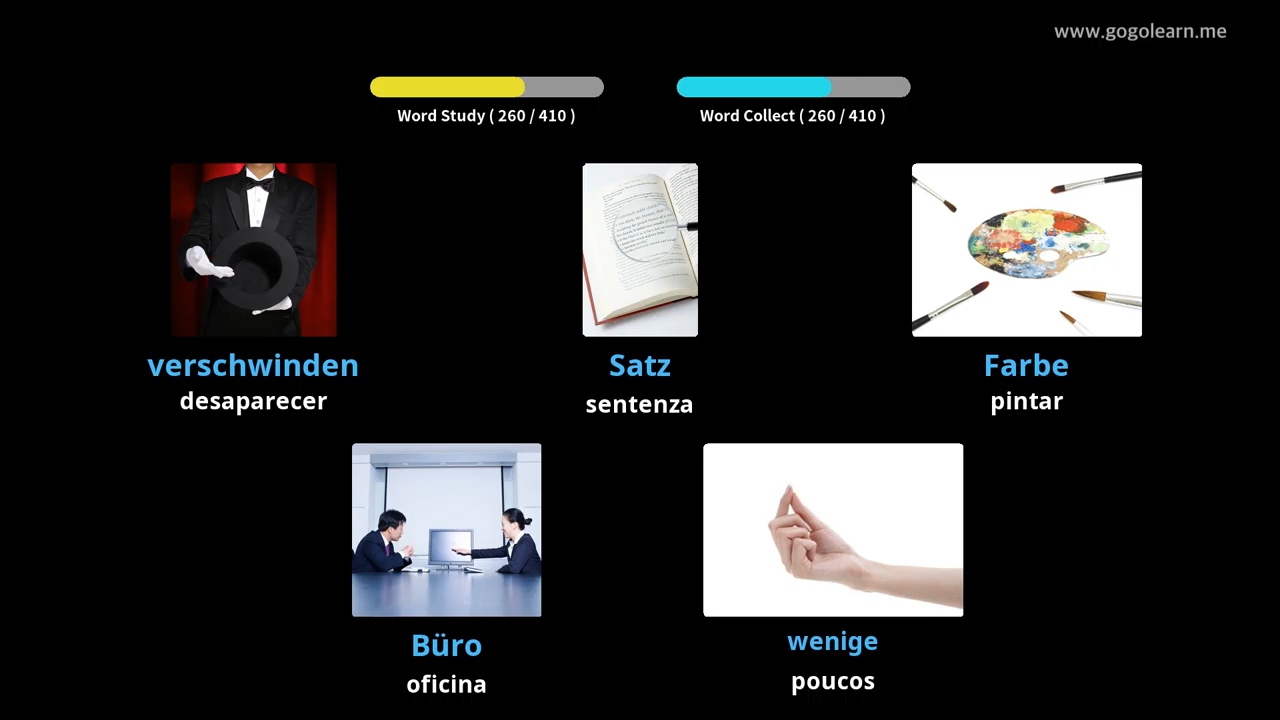 www.gogolearn.me
Word Study ( 260 / 410 )
Word Collect ( 260 / 410 )
verschwinden
desaparecer
Satz
sentenza
Farbe
pintar
Büro
oficina
wenige
poucos